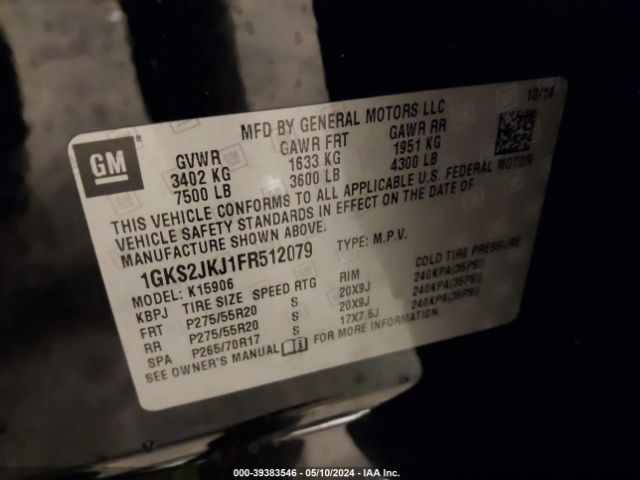 10/14
MFD BY GENERAL MOTORS LLC
GM
GVWR GAWR FRT GAWR RR
3402 KG 1633 KG 1951 KG
7500 LB 3600 LB 4300 LB
THIS VEHICLE CONFORMS TO ALL APPLICABLE U.S. FEDERAL MOTOR
VEHICLE SAFETY STANDARDS IN EFFECT ON THE DATE OF
MANUFACTURE SHOWN ABOVE.
1GKS2JKJ1FR512079 TYPE: M.P.V.
MODEL: K15906
KBPJ TIRE SIZE SPEED RTG RIM COLD TIRE PRESSURE
FRT P275/55R20 S 20X9J 240KPA(35PSI)
RR P275/55R20 S 20X9J 240KPA(35PSI)
SPA P265/70R17 S 17X7.5J 240KPA(35PSI)
SEE OWNER'S MANUAL FOR MORE INFORMATION.
000-39383546 — 05/10/2024 — IAA Inc.